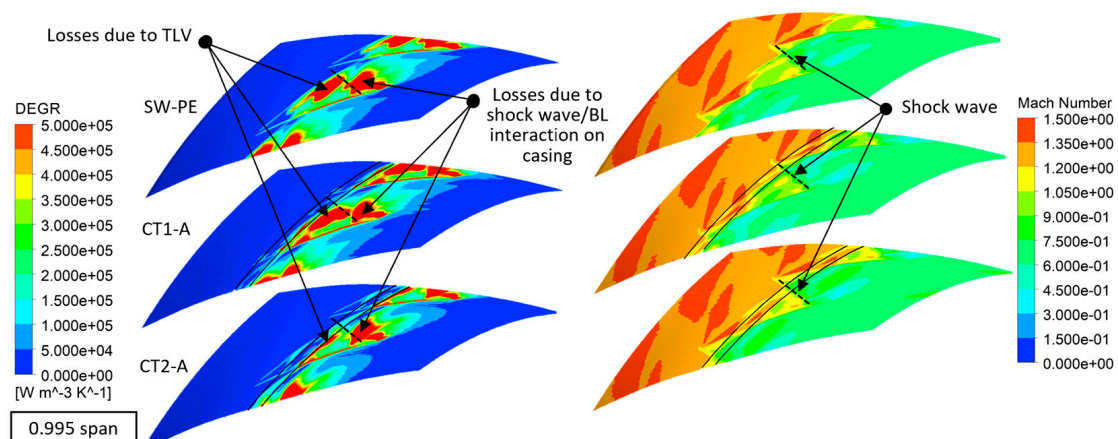 Losses due to TLV
SW-PE
CT1-A
CT2-A
DEGR
5.000e+05
4.500e+05
4.000e+05
3.500e+05
3.000e+05
2.500e+05
2.000e+05
1.500e+05
1.000e+05
5.000e+04
0.000e+00
[W m^-3 K^-1]
0.995 span
Losses due to
shock wave/BL
interaction on
casing
Shock wave
Mach Number
1.500e+00
1.350e+00
1.200e+00
1.050e+00
9.000e-01
7.500e-01
6.000e-01
4.500e-01
3.000e-01
1.500e-01
0.000e+00